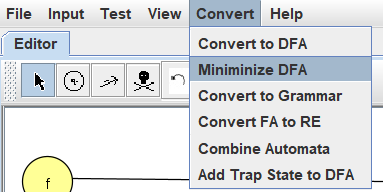 File Input Test View Convert Help
Editor
Convert to DFA
Miniminize DFA
Convert to Grammar
Convert FA to RE
Combine Automata
Add Trap State to DFA
f